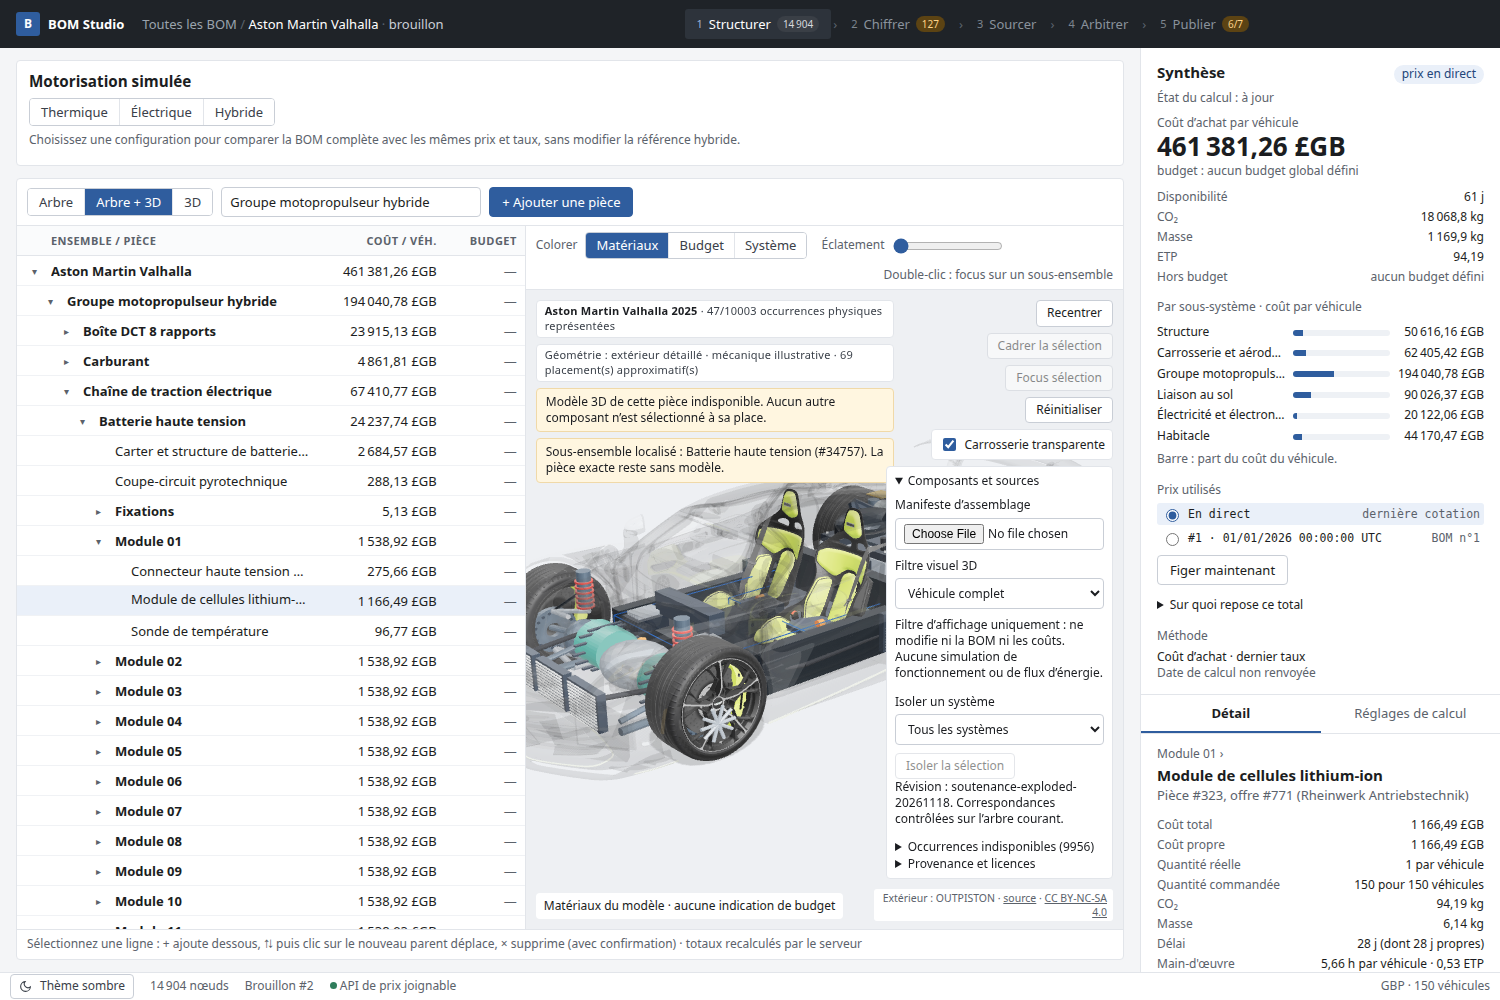 B BOM Studio Toutes les BOM / Aston Martin Valhalla · brouillon 1 Structurer 14 904 › 2 Chiffrer 127 › 3 Sourcer › 4 Arbitrer › 5 Publier 6/7
Motorisation simulée
Thermique Électrique Hybride
Choisissez une configuration pour comparer la BOM complète avec les mêmes prix et taux, sans modifier la référence hybride.
Arbre Arbre + 3D 3D Groupe motopropulseur hybride + Ajouter une pièce
ENSEMBLE / PIÈCE COÛT / VÉH. BUDGET
Aston Martin Valhalla 461 381,26 £GB —
Groupe motopropulseur hybride 194 040,78 £GB —
Boîte DCT 8 rapports 23 915,13 £GB —
Carburant 4 861,81 £GB —
Chaîne de traction électrique 67 410,77 £GB —
Batterie haute tension 24 237,74 £GB —
Carter et structure de batterie... 2 684,57 £GB —
Coupe-circuit pyrotechnique 288,13 £GB —
Fixations 5,13 £GB —
Module 01 1 538,92 £GB —
Connecteur haute tension ... 275,66 £GB —
Module de cellules lithium-... 1 166,49 £GB —
Sonde de température 96,77 £GB —
Module 02 1 538,92 £GB —
Module 03 1 538,92 £GB —
Module 04 1 538,92 £GB —
Module 05 1 538,92 £GB —
Module 06 1 538,92 £GB —
Module 07 1 538,92 £GB —
Module 08 1 538,92 £GB —
Module 09 1 538,92 £GB —
Module 10 1 538,92 £GB —
Sélectionnez une ligne : + ajoute dessous, ⇅ puis clic sur le nouveau parent déplace, × supprime (avec confirmation) · totaux recalculés par le serveur
Colorer Matériaux Budget Système Éclatement
Double-clic : focus sur un sous-ensemble
Aston Martin Valhalla 2025 · 47/10003 occurrences physiques
représentées
Géométrie : extérieur détaillé · mécanique illustrative · 69
placement(s) approximatif(s)
Modèle 3D de cette pièce indisponible. Aucun autre
composant n’est sélectionné à sa place.
Sous-ensemble localisé : Batterie haute tension (#34757). La
pièce exacte reste sans modèle.
Recentrer
Cadrer la sélection
Focus sélection
Réinitialiser
Carrosserie transparente
▼ Composants et sources
Manifeste d’assemblage
Choose File No file chosen
Filtre visuel 3D
Véhicule complet
Filtre d’affichage uniquement : ne
modifie ni la BOM ni les coûts.
Aucune simulation de
fonctionnement ou de flux d’énergie.
Isoler un système
Tous les systèmes
Isoler la sélection
Révision : soutenance-exploded-
20261118. Correspondances
contrôlées sur l’arbre courant.
▶ Occurrences indisponibles (9956)
▶ Provenance et licences
Matériaux du modèle · aucune indication de budget
Extérieur : OUTPISTON · source · CC BY-NC-SA
4.0
Synthèse prix en direct
État du calcul : à jour
Coût d’achat par véhicule
461 381,26 £GB
budget : aucun budget global défini
Disponibilité 61 j
CO₂ 18 068,8 kg
Masse 1 169,9 kg
ETP 94,19
Hors budget aucun budget défini
Par sous-système · coût par véhicule
Structure 50 616,16 £GB
Carrosserie et aérod... 62 405,42 £GB
Groupe motopropuls... 194 040,78 £GB
Liaison au sol 90 026,37 £GB
Électricité et électron... 20 122,06 £GB
Habitacle 44 170,47 £GB
Barre : part du coût du véhicule.
Prix utilisés
En direct dernière cotation
#1 · 01/01/2026 00:00:00 UTC BOM n°1
Figer maintenant
▶ Sur quoi repose ce total
Méthode
Coût d’achat · dernier taux
Date de calcul non renvoyée
Détail Réglages de calcul
Module 01 ›
Module de cellules lithium-ion
Pièce #323, offre #771 (Rheinwerk Antriebstechnik)
Coût total 1 166,49 £GB
Coût propre 1 166,49 £GB
Quantité réelle 1 par véhicule
Quantité commandée 150 pour 150 véhicules
CO₂ 94,19 kg
Masse 6,14 kg
Délai 28 j (dont 28 j propres)
Main-d'œuvre 5,66 h par véhicule · 0,53 ETP
Thème sombre 14 904 nœuds Brouillon #2 API de prix joignable GBP · 150 véhicules